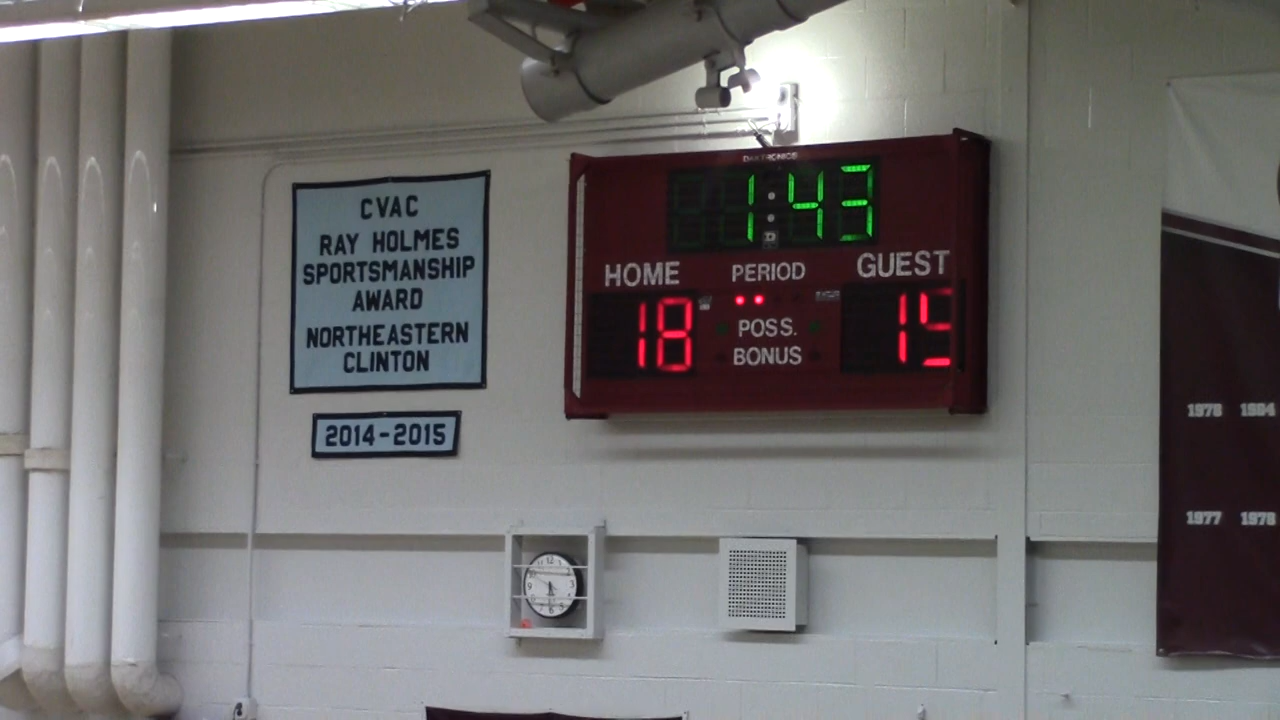 CVAC
RAY HOLMES
SPORTSMANSHIP
AWARD
NORTHEASTERN
CLINTON
2014-2015
DAKTRONICS
1:43
HOME
PERIOD
GUEST
18
POSS.
BONUS
15
1978 1984
1977 1978